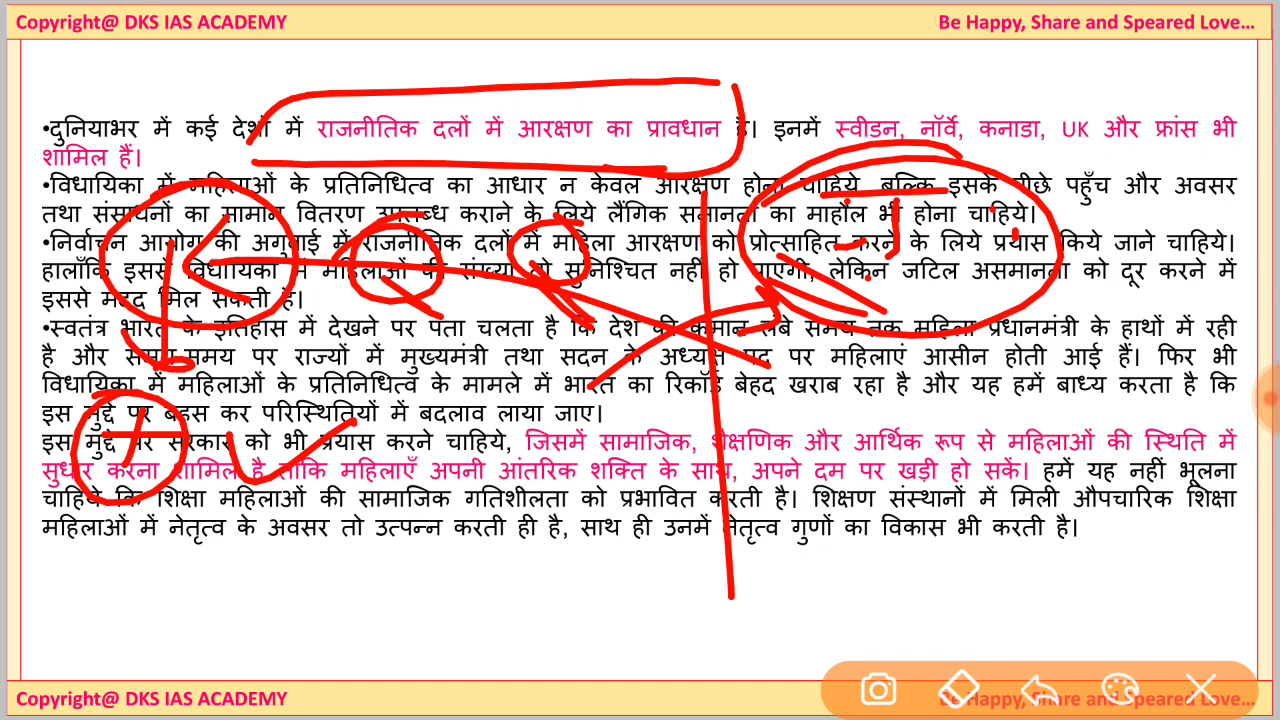 Copyright@ DKS IAS ACADEMY
Be Happy, Share and Speared Love...
•दुनियाभर में कई देशों में राजनीतिक दलों में आरक्षण का प्रावधान है। इनमें स्वीडन, नॉर्वे, कनाडा, UK और फ्रांस भी
शामिल हैं।
•विधायिका में महिलाओं के प्रतिनिधित्व का आधार न केवल आरक्षण होना चाहिये, बल्कि इसके पीछे पहुँच और अवसर
तथा संसाधनों का सामान वितरण उपलब्ध कराने के लिये लैंगिक समानता का माहौल भी होना चाहिये।
•निर्वाचन आयोग की अगुवाई में राजनीतिक दलों में महिला आरक्षण को प्रोत्साहित करने के लिये प्रयास किये जाने चाहिये।
हालाँकि इससे विधायिका में महिलाओं की संख्या तो सुनिश्चित नहीं हो पाएगी, लेकिन जटिल असमानता को दूर करने में
इससे मदद मिल सकती है।
•स्वतंत्र भारत के इतिहास में देखने पर पता चलता है कि देश की कमान लंबे समय तक महिला प्रधानमंत्री के हाथों में रही
है और समय-समय पर राज्यों में मुख्यमंत्री तथा सदन के अध्यक्ष पद पर महिलाएं आसीन होती आई हैं। फिर भी
विधायिका में महिलाओं के प्रतिनिधित्व के मामले में भारत का रिकॉर्ड बेहद खराब रहा है और यह हमें बाध्य करता है कि
इस मुद्दे पर बहस कर परिस्थितियों में बदलाव लाया जाए।
इस मुद्दे पर सरकार को भी प्रयास करने चाहिये, जिसमें सामाजिक, शैक्षणिक और आर्थिक रूप से महिलाओं की स्थिति में
सुधार करना शामिल है ताकि महिलाएँ अपनी आंतरिक शक्ति के साथ, अपने दम पर खड़ी हो सकें। हमें यह नहीं भूलना
चाहिये कि शिक्षा महिलाओं की सामाजिक गतिशीलता को प्रभावित करती है। शिक्षण संस्थानों में मिली औपचारिक शिक्षा
महिलाओं में नेतृत्व के अवसर तो उत्पन्न करती ही है, साथ ही उनमें नेतृत्व गुणों का विकास भी करती है।
Copyright@ DKS IAS ACADEMY
Be Happy, Share and Speared Love...